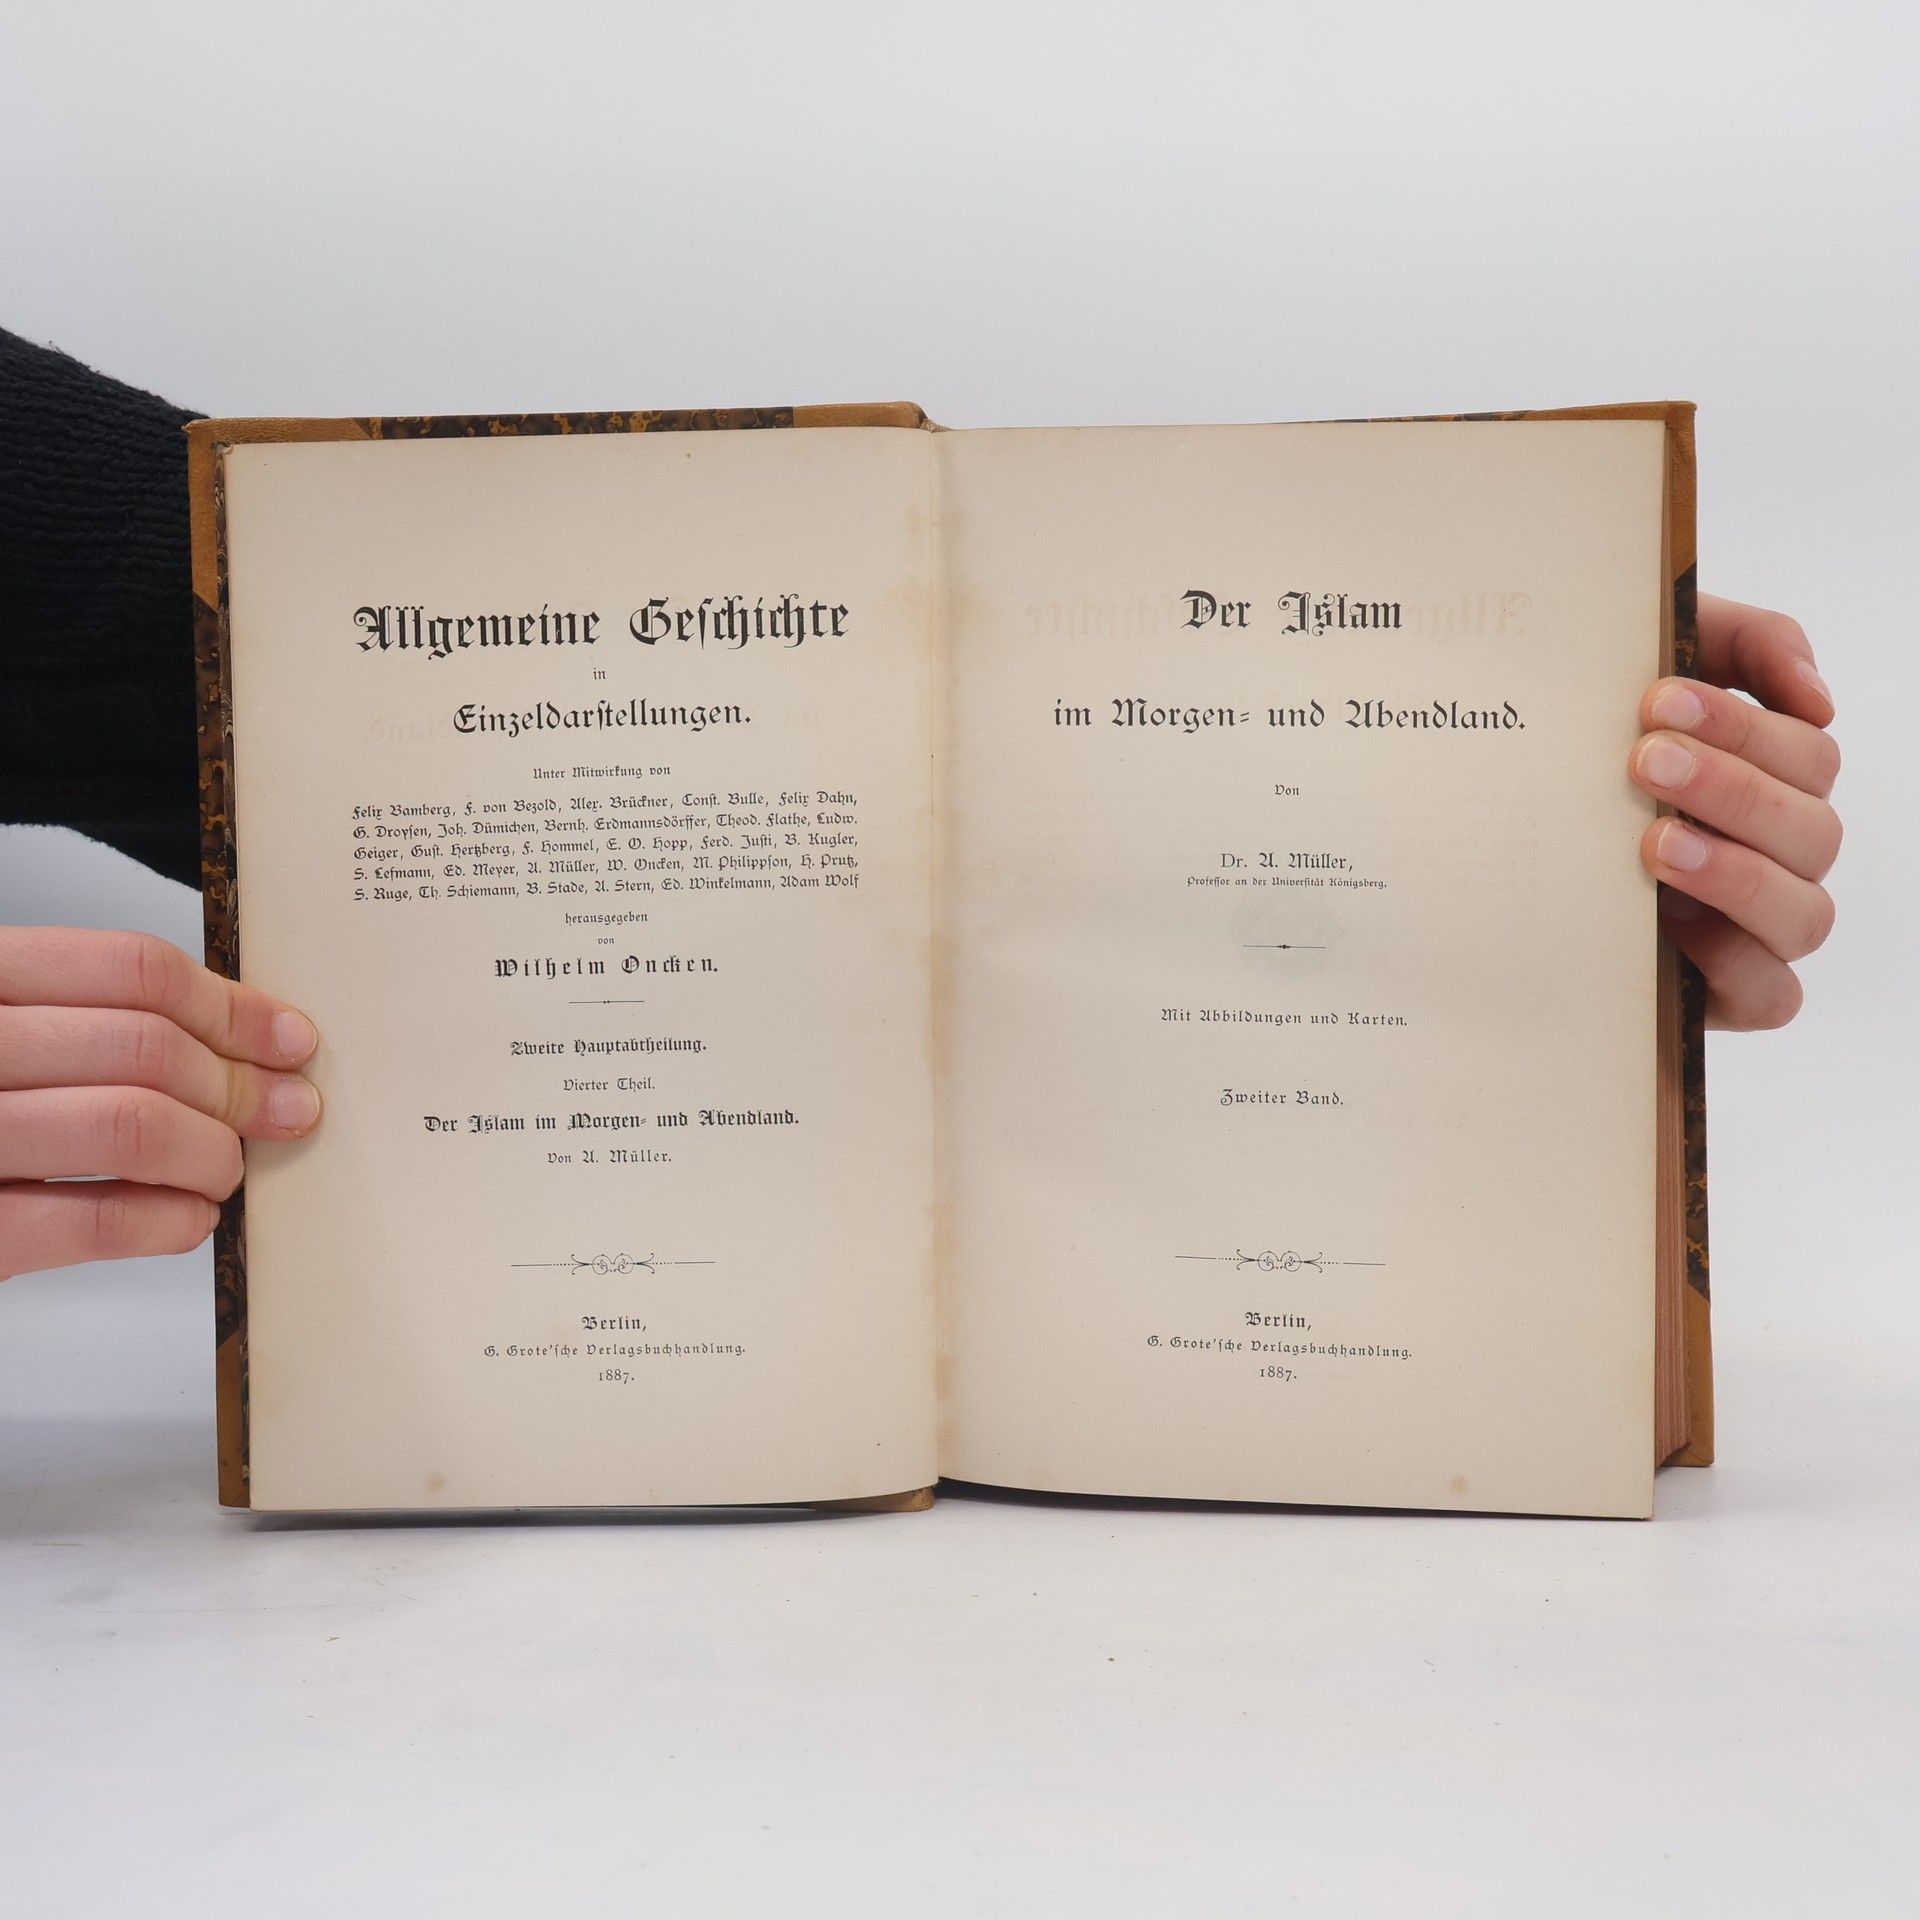 Allgemeine Geschichte
in
Einzeldarstellungen.
Unter Mitwirkung von
Felix Bamberg, F. von Bezold, Alex. Brückner, Const. Bulle, Felix Dahn,
G. Droysen, Joh. Dümichen, Bernh. Erdmannsdörffer, Theod. Flathe, Ludw.
Geiger, Gust. Hertzberg, F. Hommel, E. O. Hopp, Ferd. Justi, B. Kugler,
S. Lefmann, Ed. Meyer, A. Müller, W. Oncken, M. Philippson, H. Prutz,
S. Ruge, Th. Schiemann, B. Stade, A. Stern, Ed. Winkelmann, Adam Wolf
herausgegeben
von
Wilhelm Oncken.
Zweite Hauptabtheilung.
Vierter Theil.
Der Islam im Morgen- und Abendland.
Von A. Müller.
Berlin,
G. Grote'sche Verlagsbuchhandlung.
1887.
Der Islam
im Morgen- und Abendland.
Von
Dr. A. Müller,
Professor an der Universität Königsberg.
Mit Abbildungen und Karten.
Zweiter Band.
Berlin,
G. Grote'sche Verlagsbuchhandlung.
1887.